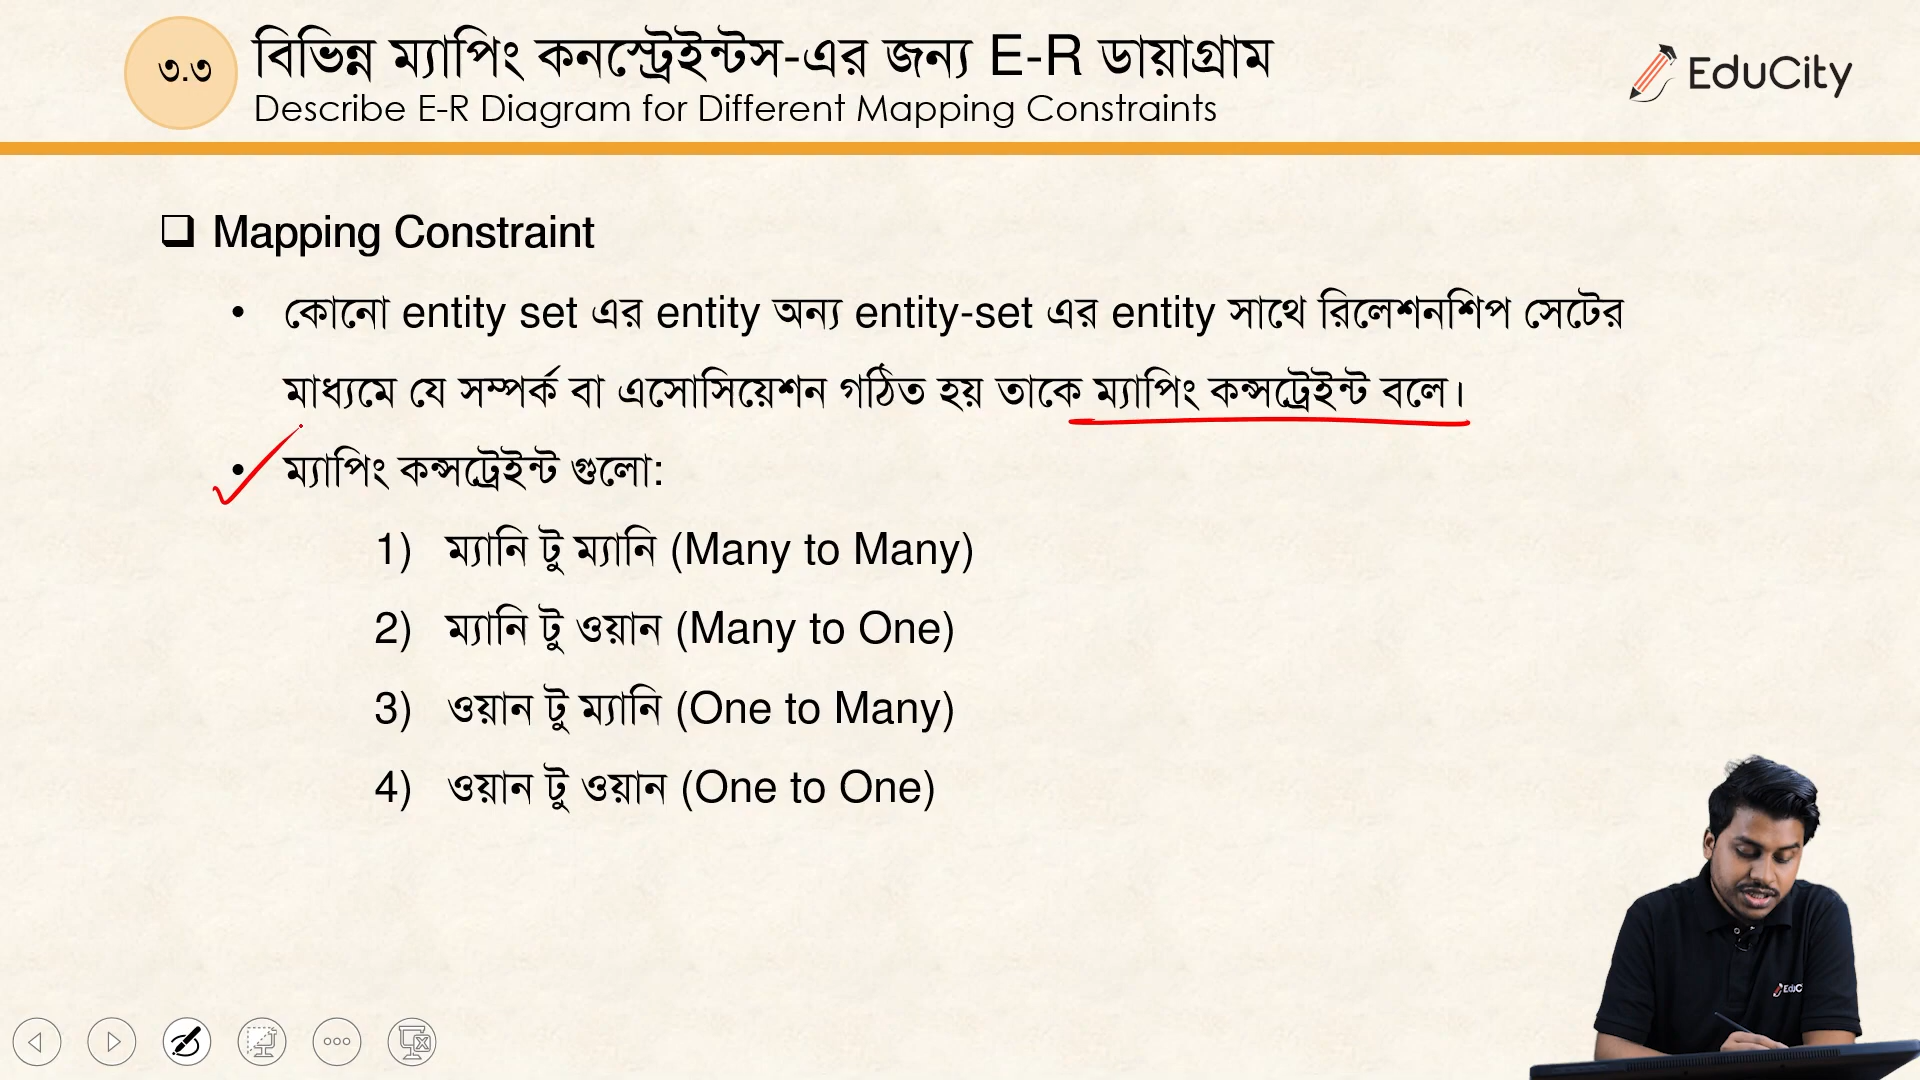 ৩.৩
বিভিন্ন ম্যাপিং কনস্ট্রেইন্টস-এর জন্য E-R ডায়াগ্রাম
Describe E-R Diagram for Different Mapping Constraints
EduCity
Mapping Constraint
• কোনো entity set এর entity অন্য entity-set এর entity সাথে রিলেশনশিপ সেটের
মাধ্যমে যে সম্পর্ক বা এসোসিয়েশন গঠিত হয় তাকে ম্যাপিং কন্সট্রেইন্ট বলে।
• ম্যাপিং কন্সট্রেইন্ট গুলো:
1) ম্যানি টু ম্যানি (Many to Many)
2) ম্যানি টু ওয়ান (Many to One)
3) ওয়ান টু ম্যানি (One to Many)
4) ওয়ান টু ওয়ান (One to One)